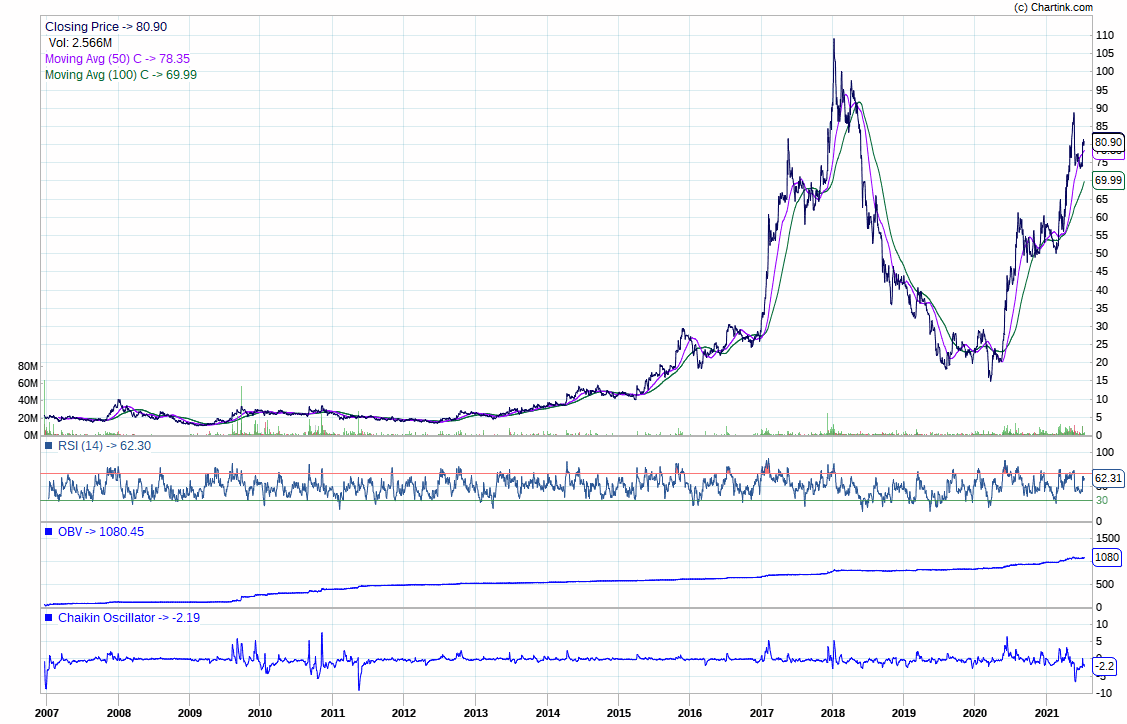 (c) Chartink.com
Closing Price -> 80.90
Vol: 2.566M
Moving Avg (50) C -> 78.35
Moving Avg (100) C -> 69.99
110
105
100
95
90
85
80.90
75
69.99
65
60
55
50
45
40
35
30
25
20
15
10
5
0
80M
60M
40M
20M
0M
RSI (14) -> 62.30
100
62.31
30
0
OBV -> 1080.45
1500
1080
500
0
Chaikin Oscillator -> -2.19
10
5
-2.2
-10
2007 2008 2009 2010 2011 2012 2013 2014 2015 2016 2017 2018 2019 2020 2021